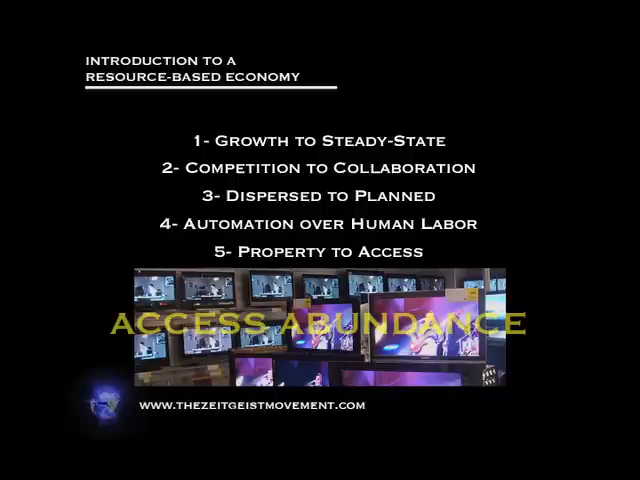 INTRODUCTION TO A
RESOURCE-BASED ECONOMY
1- GROWTH TO STEADY-STATE
2- COMPETITION TO COLLABORATION
3- DISPERSED TO PLANNED
4- AUTOMATION OVER HUMAN LABOR
5- PROPERTY TO ACCESS
ACCESS ABUNDANCE
WWW.THEZEITGEISTMOVEMENT.COM